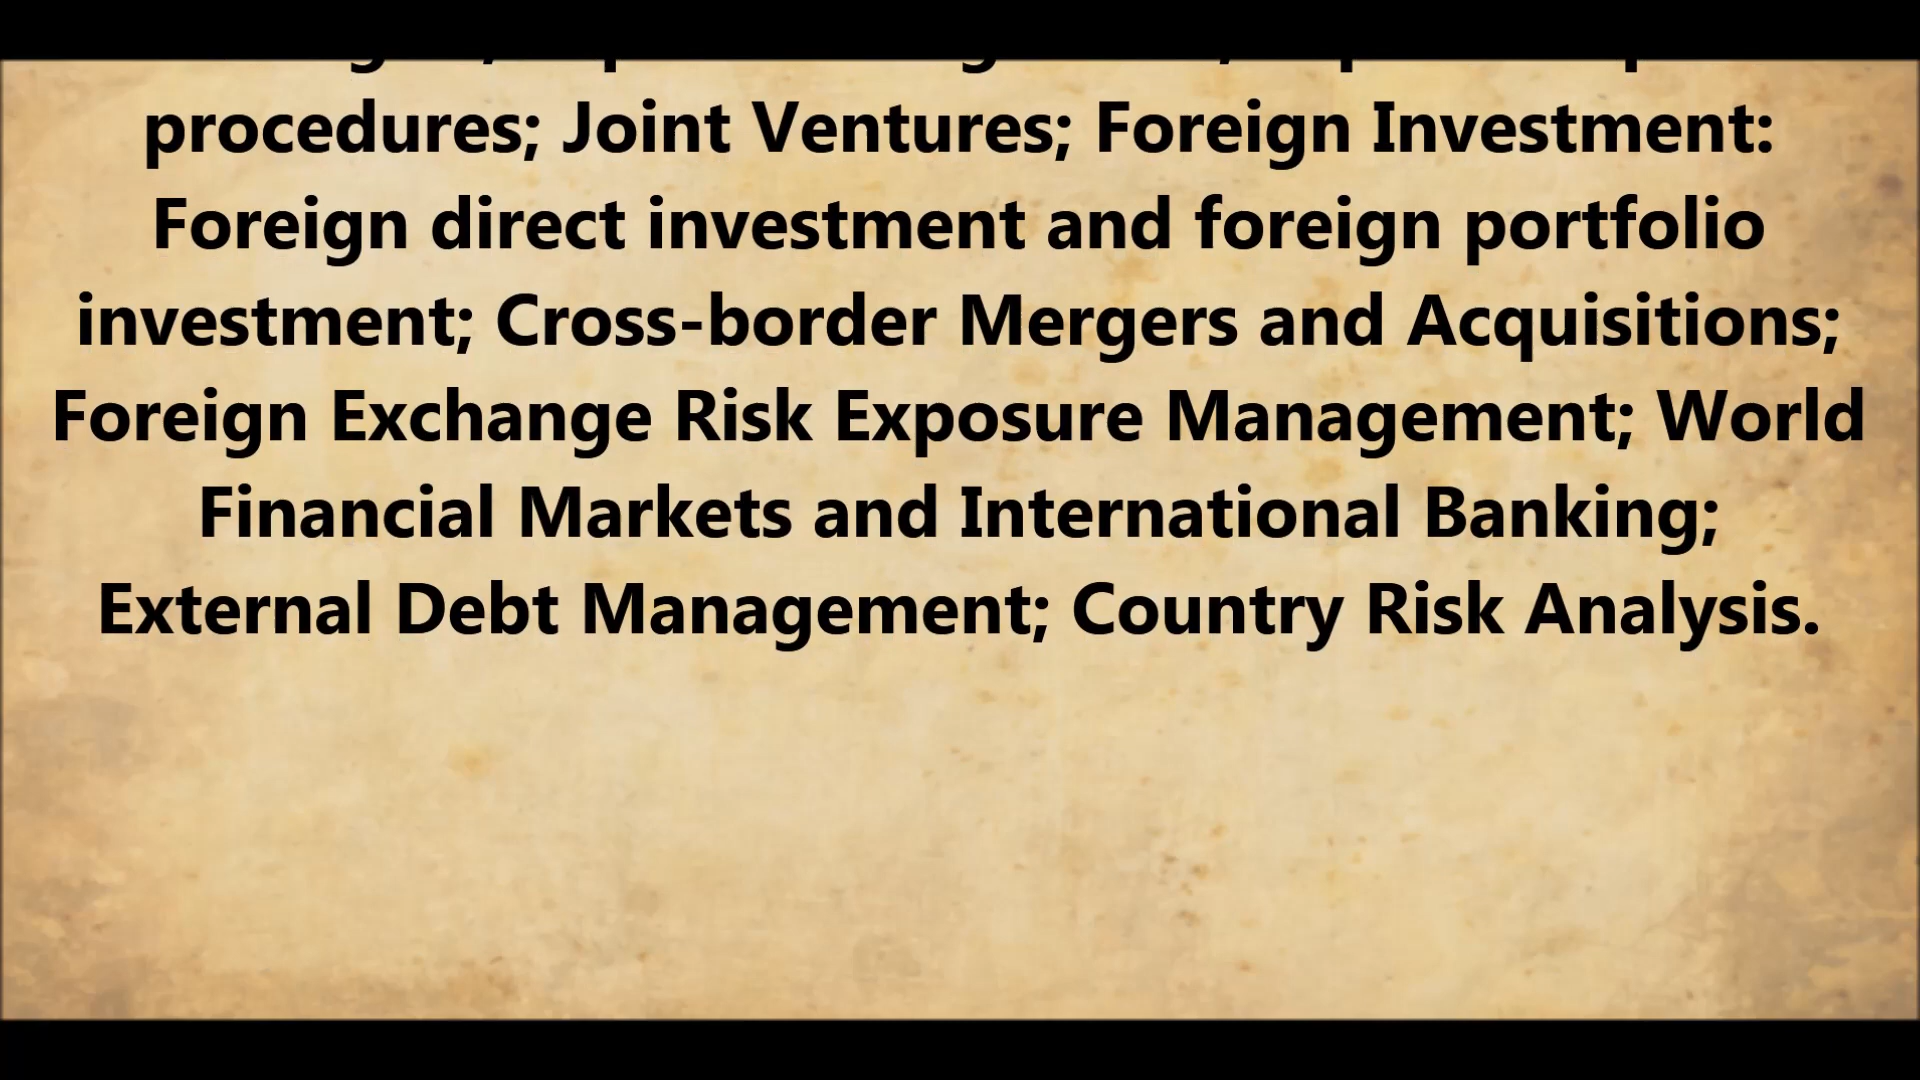 procedures; Joint Ventures; Foreign Investment:
Foreign direct investment and foreign portfolio
investment; Cross-border Mergers and Acquisitions;
Foreign Exchange Risk Exposure Management; World
Financial Markets and International Banking;
External Debt Management; Country Risk Analysis.